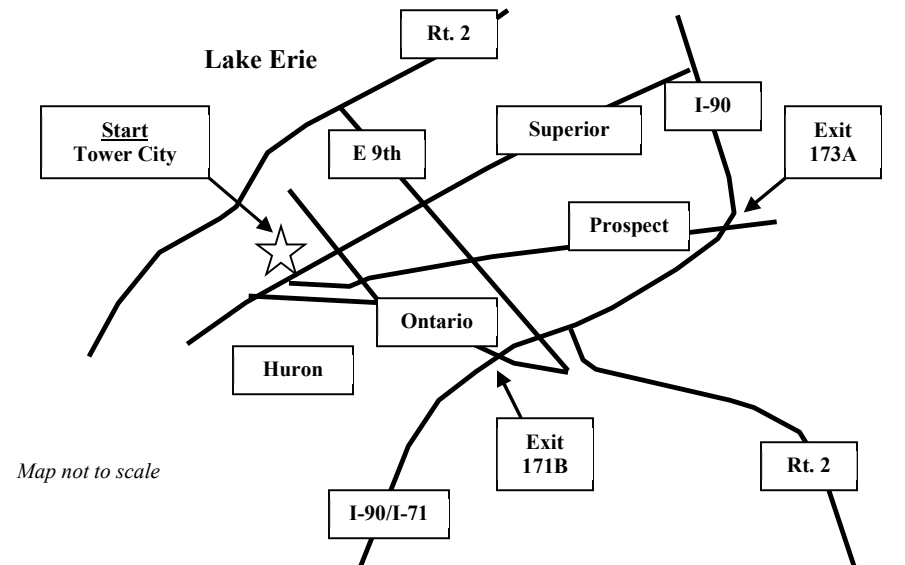 Rt. 2
Lake Erie
I-90
Start
Tower City
Superior
Exit
173A
E 9th
Prospect
Ontario
Huron
Exit
171B
Map not to scale
Rt. 2
I-90/I-71